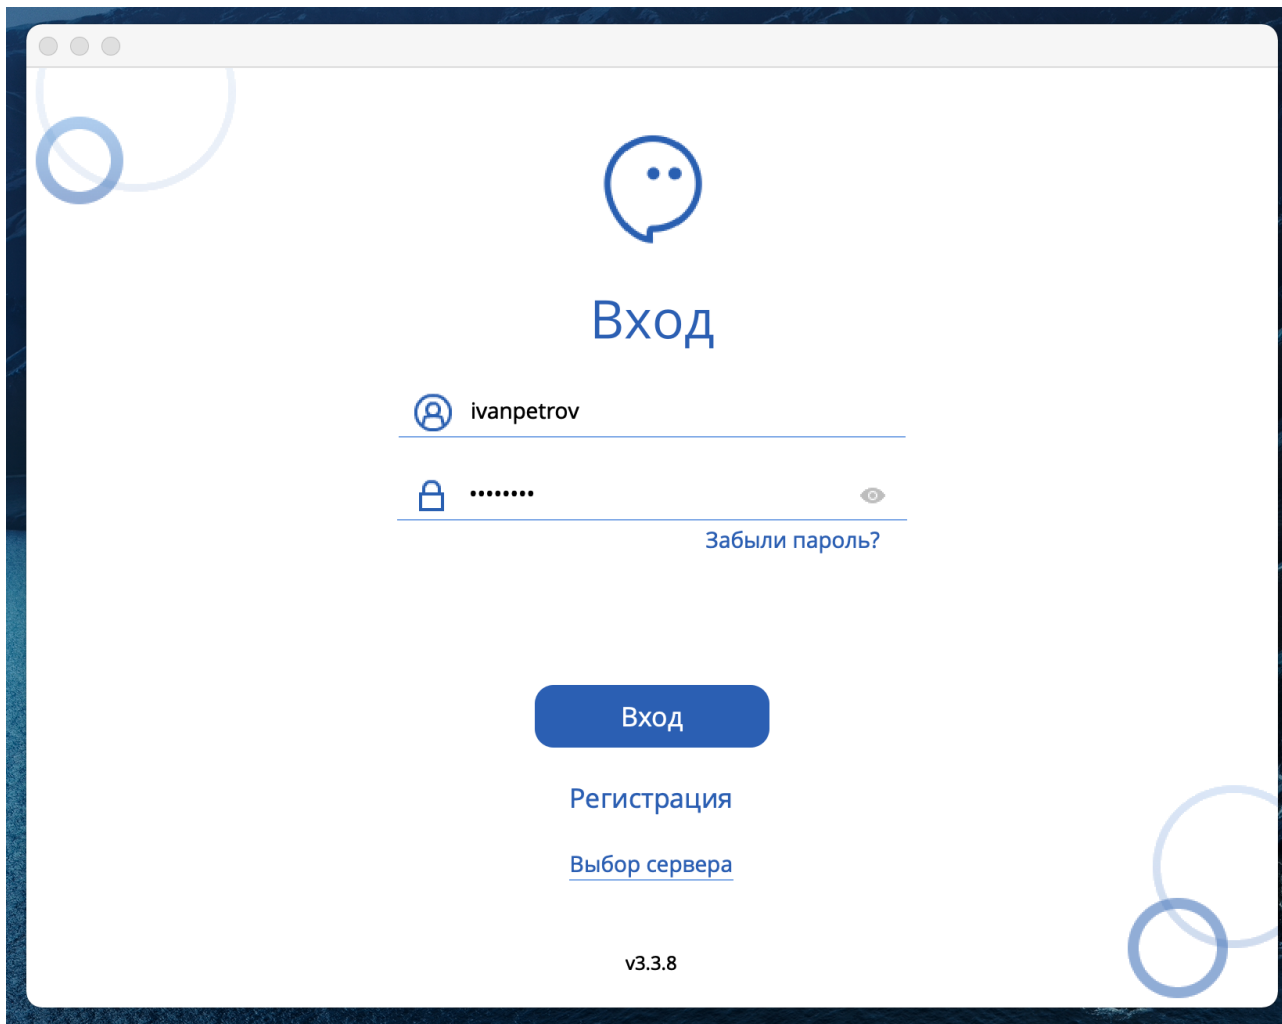 Вход
ivanpetrov
••••••••
Забыли пароль?
Вход
Регистрация
Выбор сервера
v3.3.8